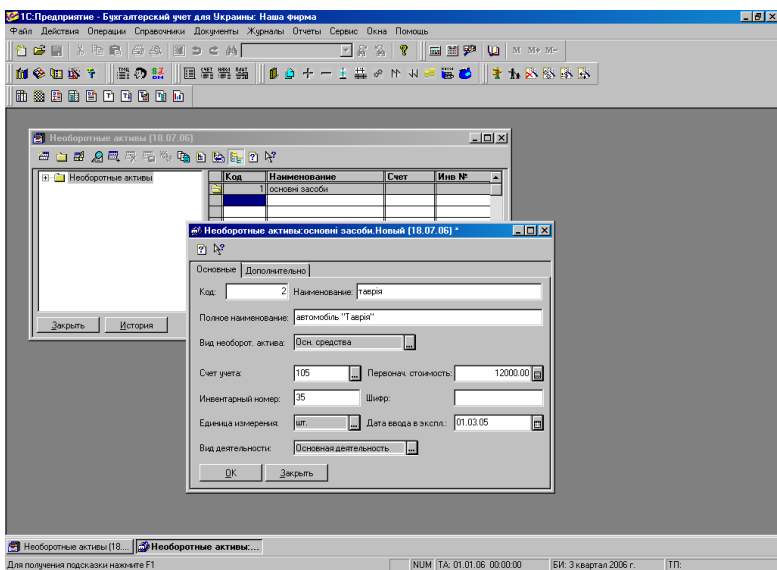 1С:Предприятие - Бухгалтерский учет для Украины: Наша фирма
Файл Действия Операции Справочники Документы Журналы Отчеты Сервис Окна Помощь
M M+ M-
Необоротные активы (18.07.06)
Необоротные активы
Код Наименование Счет Инв №
1 основні засоби
Закрыть История
Необоротные активы:основні засоби.Новый (18.07.06) *
Основные Дополнительно
Код: 2 Наименование: таврія
Полное наименование: автомобіль "Таврія"
Вид необорот. актива: Осн. средства ...
Счет учета: 105 ... Первонач. стоимость: 12000.00
Инвентарный номер: 35 Шифр:
Единица измерения: шт. ... Дата ввода в экспл.: 01.03.05
Вид деятельности: Основная деятельность ...
OK Закрыть
Необоротные активы (18.... Необоротные активы:...
Для получения подсказки нажмите F1 NUM ТА: 01.01.06 00:00:00 БИ: 3 квартал 2006 г. ТП: